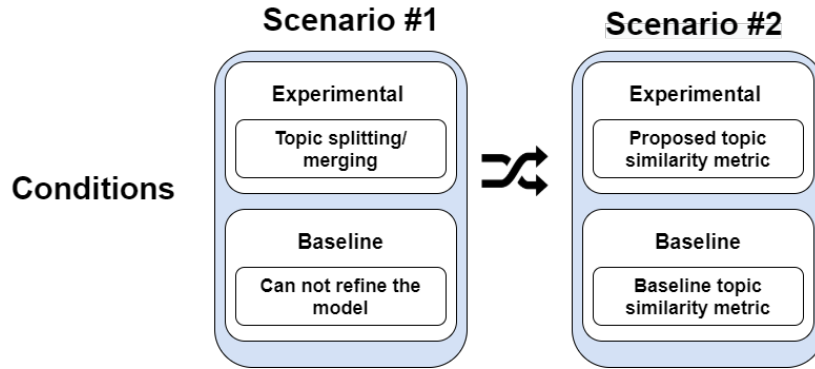 Scenario #1
Scenario #2
Conditions
Experimental
Topic splitting/
merging
Baseline
Can not refine the
model
Experimental
Proposed topic
similarity metric
Baseline
Baseline topic
similarity metric